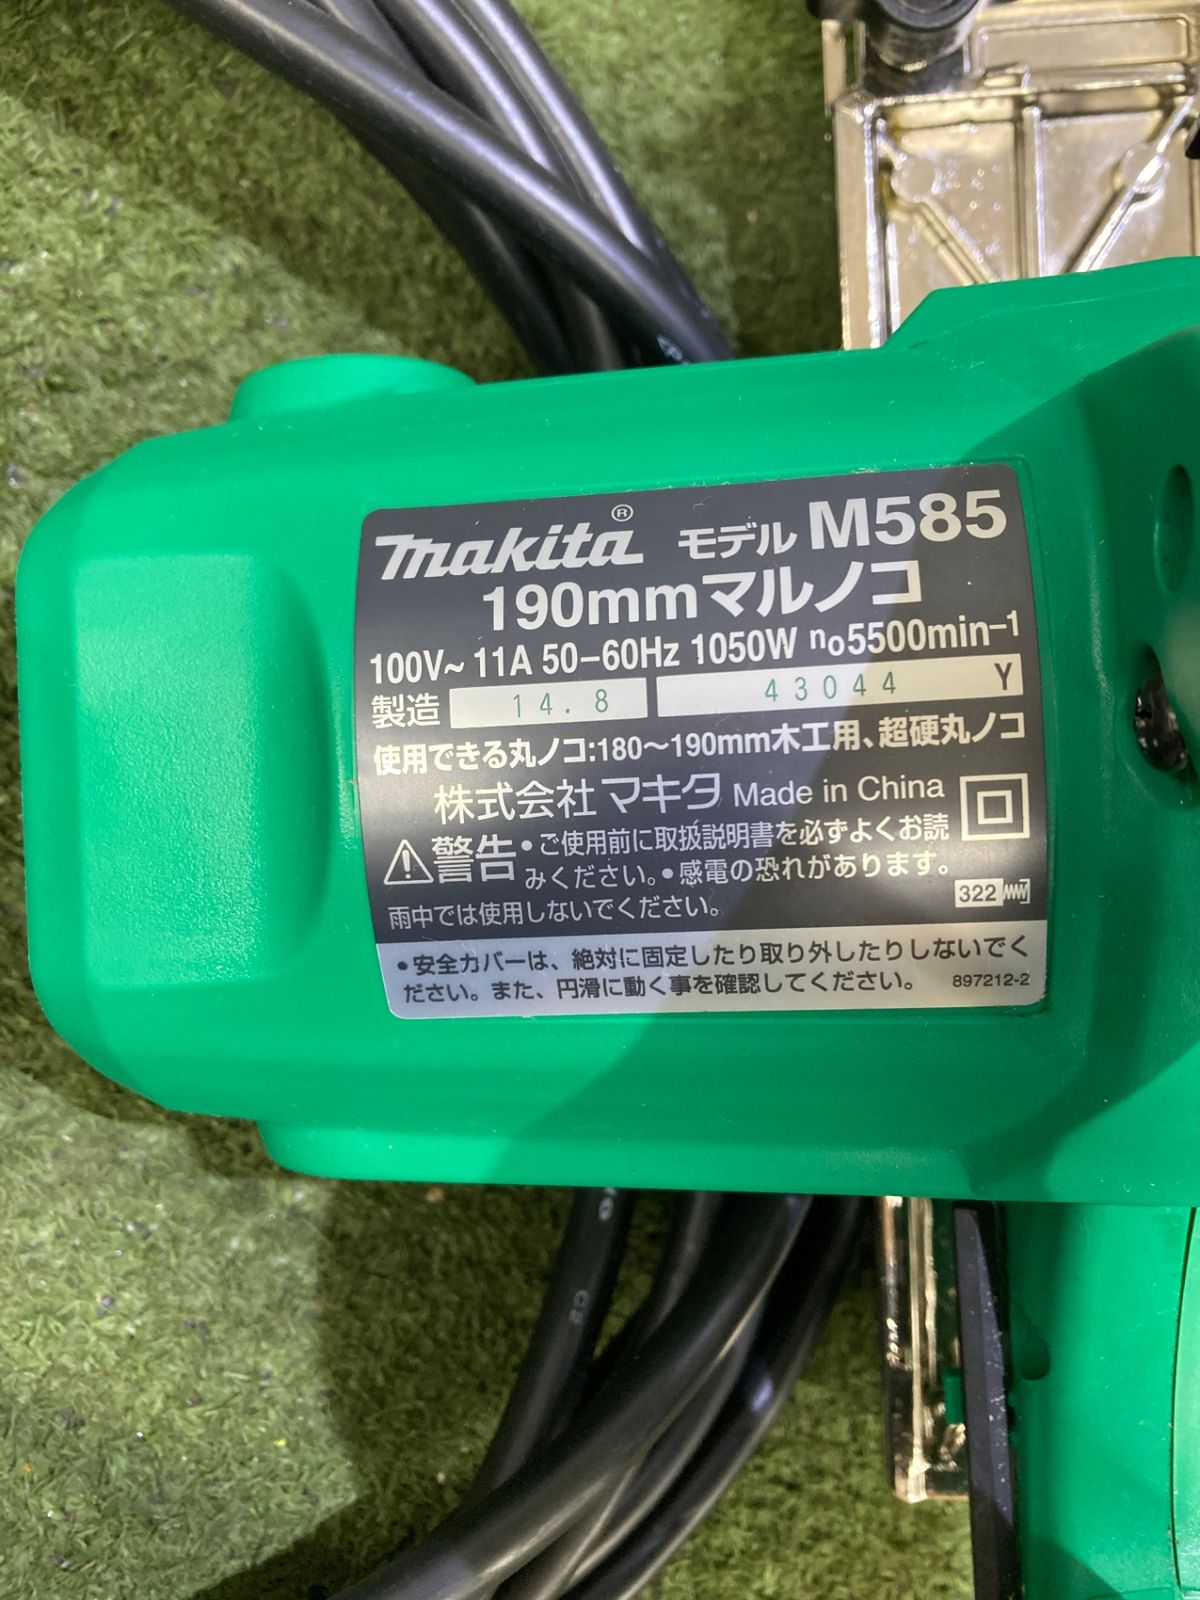 makita® モデル M585
190mmマルノコ
100V~ 11A 50-60Hz 1050W n₀5500min⁻¹
製造 14.8 43044 Y
使用できる丸ノコ:180〜190mm木工用、超硬丸ノコ
株式会社 マキタ Made in China
警告 •ご使用前に取扱説明書を必ずよくお読
みください。•感電の恐れがあります。
雨中では使用しないでください。
322
•安全カバーは、絶対に固定したり取り外したりしないでく
ださい。また、円滑に動く事を確認してください。 897212-2